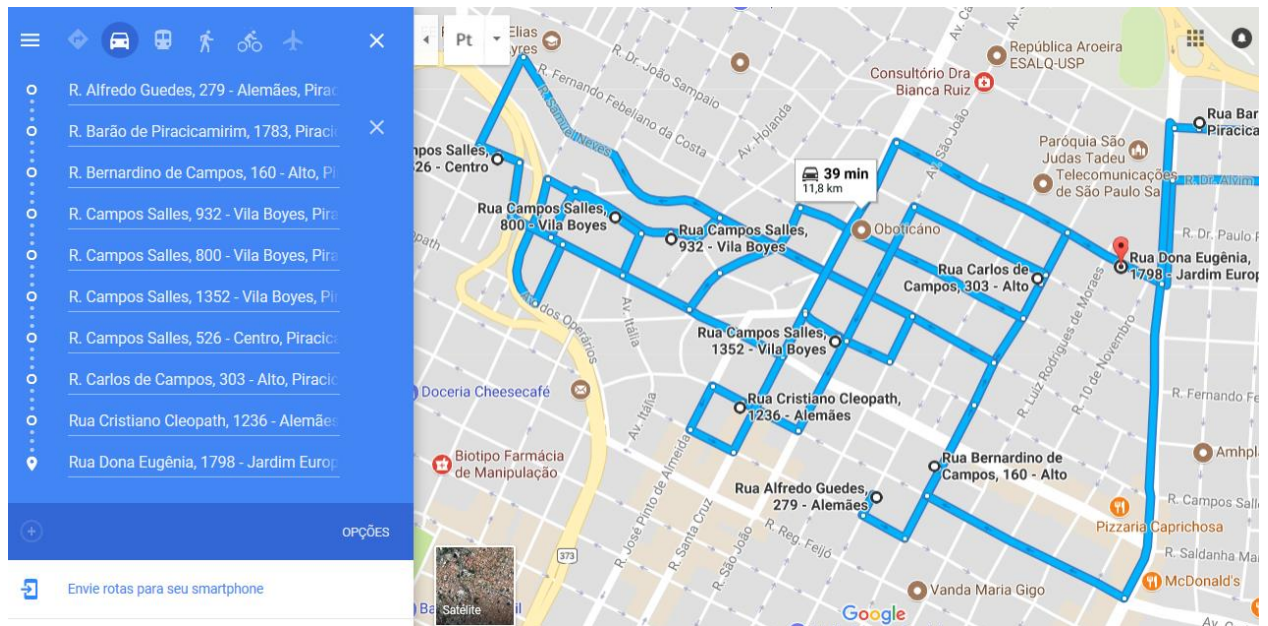 R. Alfredo Guedes, 279 - Alemães, Pirac
R. Barão de Piracicamirim, 1783, Piraci
R. Bernardino de Campos, 160 - Alto, Pi
R. Campos Salles, 932 - Vila Boyes, Pira
R. Campos Salles, 800 - Vila Boyes, Pira
R. Campos Salles, 1352 - Vila Boyes, Pi
R. Campos Salles, 526 - Centro, Piracic
R. Carlos de Campos, 303 - Alto, Piracic
Rua Cristiano Cleopath, 1236 - Alemães
Rua Dona Eugênia, 1798 - Jardim Europ
OPÇÕES
Envie rotas para seu smartphone
Pt
Elias
yres
R. Dr. João Sampaio
R. Fernando Febeliano da Costa
R. Samuel Neves
Av. Holanda
Av. São João
República Aroeira
ESALQ-USP
Consultório Dra
Bianca Ruiz
Rua Bar
Piracica
Paróquia São
Judas Tadeu
Telecomunicações
de São Paulo Sa
R. Dr. Alvim
39 min
11,8 km
mpos Salles,
526 - Centro
Rua Campos Salles,
800 - Vila Boyes
Rua Campos Salles,
932 - Vila Boyes
Oboticáno
R. Dr. Paulo
Rua Dona Eugênia,
1798 - Jardim Europ
Rua Carlos de
Campos, 303 - Alto
Av. dos Operários
Av. Itália
Rua Campos Salles,
1352 - Vila Boyes
R. Luiz Rodrigues de Moraes
R. 10 de Novembro
Doceria Cheesecafé
Av. Itália
Rua Cristiano Cleopath,
1236 - Alemães
R. Fernando Fe
Biotipo Farmácia
de Manipulação
R. José Pinto de Almeida
R. Santa Cruz
R. São João
Rua Bernardino de
Campos, 160 - Alto
Amhpl
Rua Alfredo Guedes,
279 - Alemães
R. Reg. Feijó
R. Campos Sall
Pizzaria Caprichosa
R. Saldanha Ma
373
McDonald's
Vanda Maria Gigo
Satélite
Google